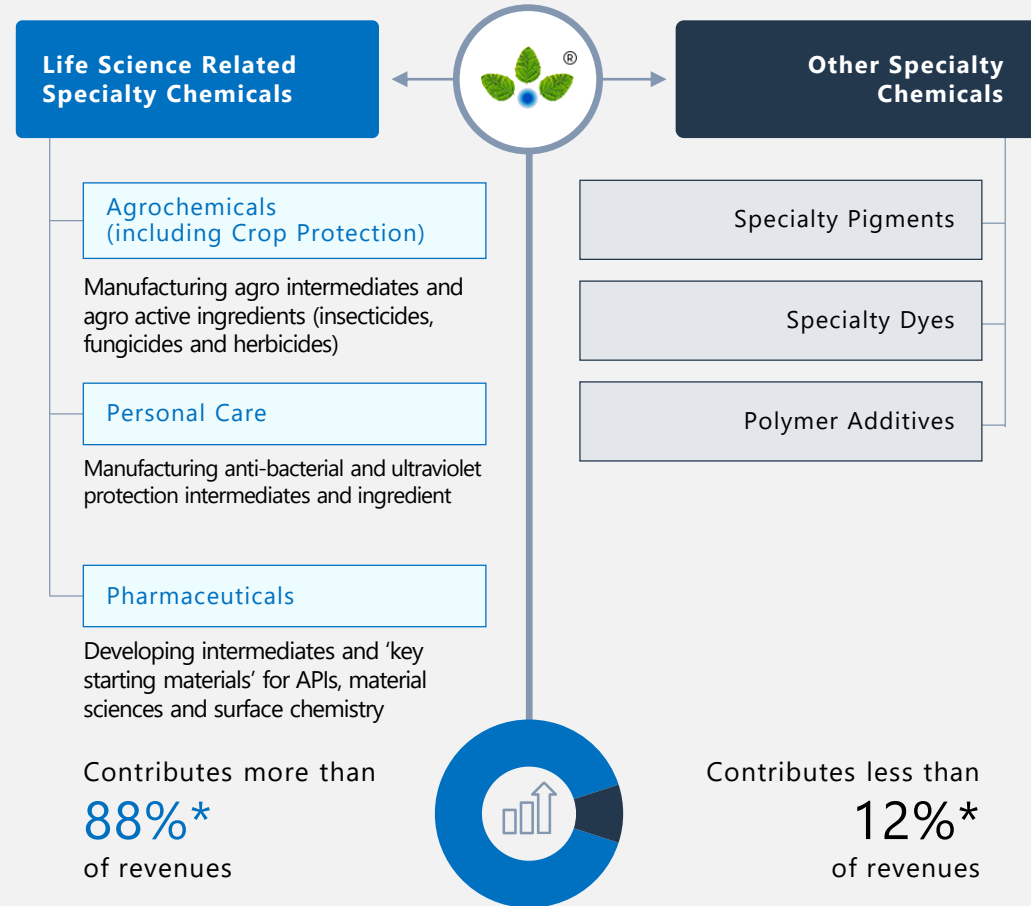 Life Science Related
Specialty Chemicals
®
Other Specialty
Chemicals
Agrochemicals
(including Crop Protection)
Manufacturing agro intermediates and
agro active ingredients (insecticides,
fungicides and herbicides)
Personal Care
Manufacturing anti-bacterial and ultraviolet
protection intermediates and ingredient
Pharmaceuticals
Developing intermediates and ‘key
starting materials’ for APIs, material
sciences and surface chemistry
Contributes more than
88%*
of revenues
Specialty Pigments
Specialty Dyes
Polymer Additives
Contributes less than
12%*
of revenues